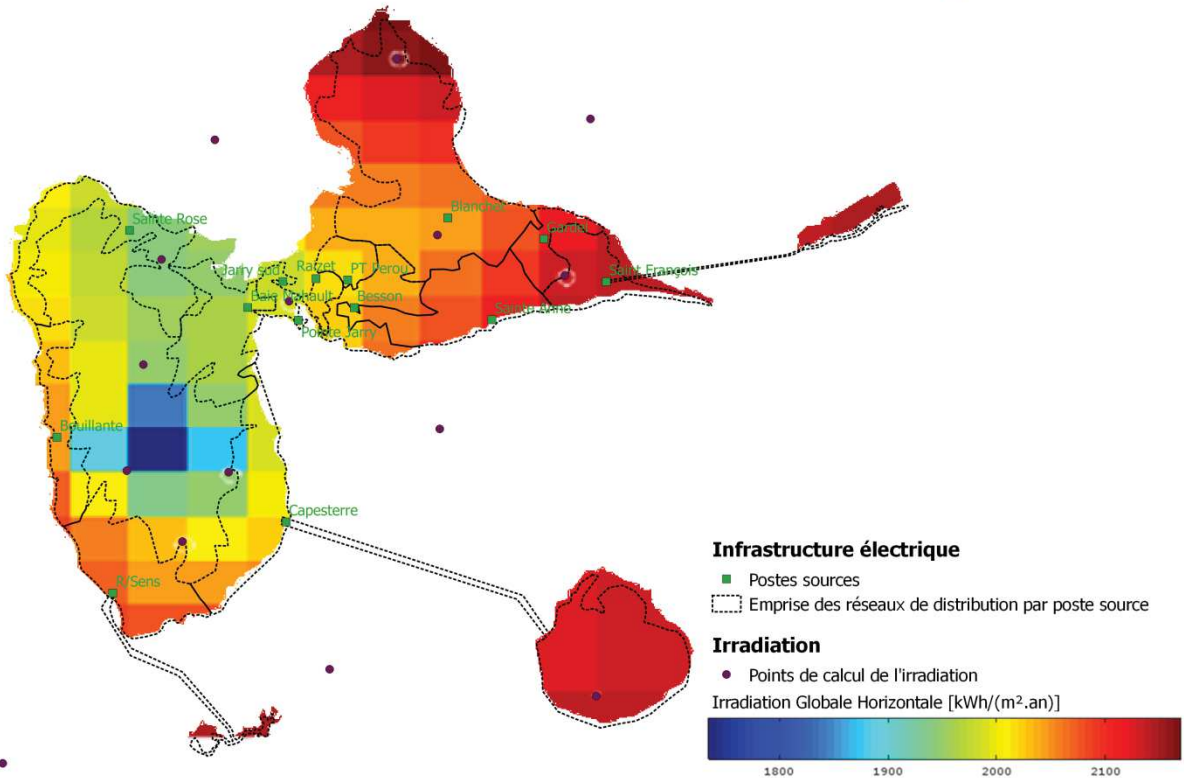 Sainte Rose
Blanchet
Gardel
Jarry sud
Raizet
PT Perou
Saint François
Baie Mahault
Besson
Sainte Anne
Pointe Jarry
Bouillante
Capesterre
R/Sens
Infrastructure électrique
Postes sources
Emprise des réseaux de distribution par poste source
Irradiation
Points de calcul de l'irradiation
Irradiation Globale Horizontale [kWh/(m².an)]
1800 1900 2000 2100